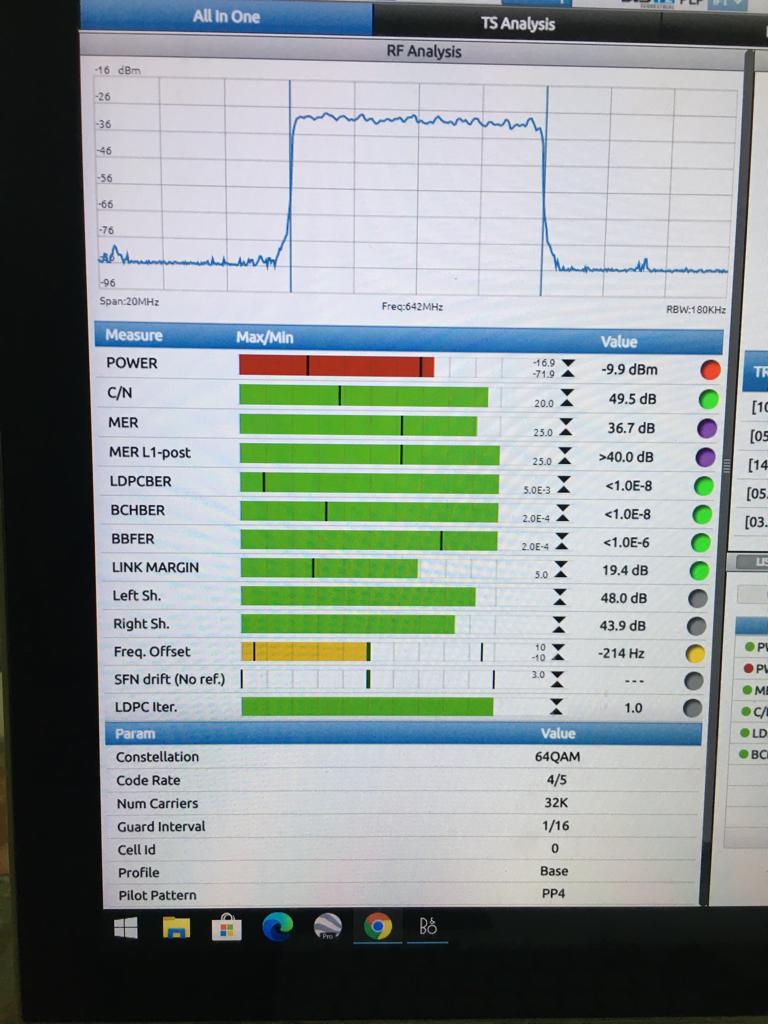 All In One
TS Analysis
RF Analysis
-16 dBm
-26
-36
-46
-56
-66
-76
-96
Span:20MHz Freq:642MHz RBW:180KHz
Measure Max/Min Value
POWER -16.9 -71.9 -9.9 dBm
C/N 20.0 49.5 dB
MER 25.0 36.7 dB
MER L1-post 25.0 >40.0 dB
LDPCBER 5.0E-3 <1.0E-8
BCHBER 2.0E-4 <1.0E-8
BBFER 2.0E-4 <1.0E-6
LINK MARGIN 5.0 19.4 dB
Left Sh. 48.0 dB
Right Sh. 43.9 dB
Freq. Offset 10 -10 -214 Hz
SFN drift (No ref.) 3.0 ---
LDPC Iter. 1.0
Param Value
Constellation 64QAM
Code Rate 4/5
Num Carriers 32K
Guard Interval 1/16
Cell Id 0
Profile Base
Pilot Pattern PP4
TR
[10
[05
[14
[05.
[03.
LIS
PV
PV
ME
C/
LD
BC
Pro
B&O